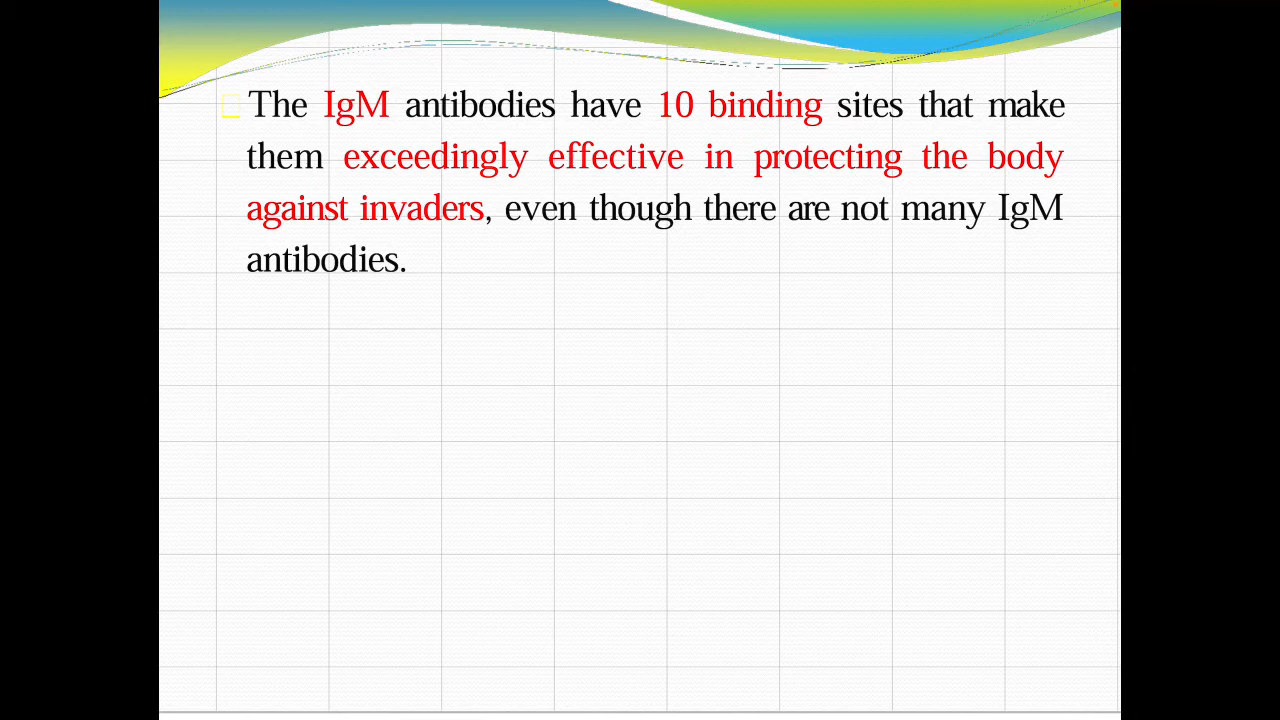 The IgM antibodies have 10 binding sites that make
them exceedingly effective in protecting the body
against invaders, even though there are not many IgM
antibodies.